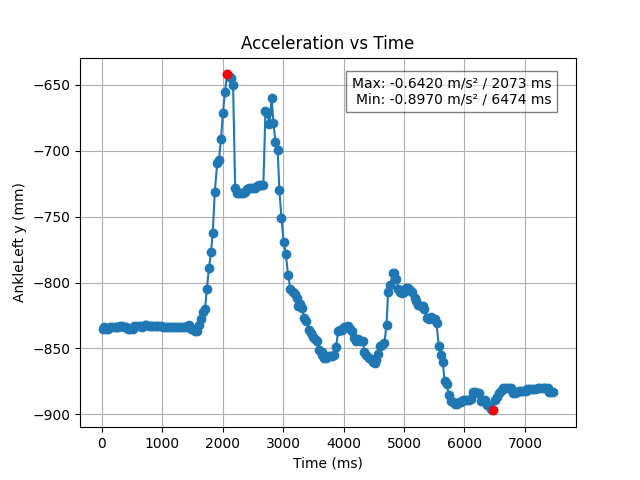 Acceleration vs Time
Max: -0.6420 m/s² / 2073 ms
Min: -0.8970 m/s² / 6474 ms
AnkleLeft y (mm)
−650
−700
−750
−800
−850
−900
0 1000 2000 3000 4000 5000 6000 7000
Time (ms)